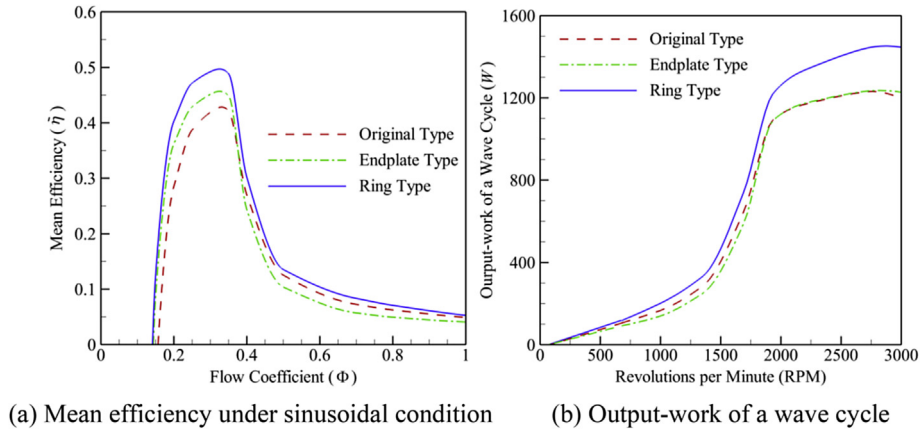 Mean Efficiency (η̄)
0.5
0.4
0.3
0.2
0.1
0
0 0.2 0.4 0.6 0.8 1
Flow Coefficient (Φ)
Original Type
Endplate Type
Ring Type
(a) Mean efficiency under sinusoidal condition
Ourput-work of a Wave Cycle (W)
1600
1200
800
400
0
0 500 1000 1500 2000 2500 3000
Revolutions per Minute (RPM)
Original Type
Endplate Type
Ring Type
(b) Output-work of a wave cycle